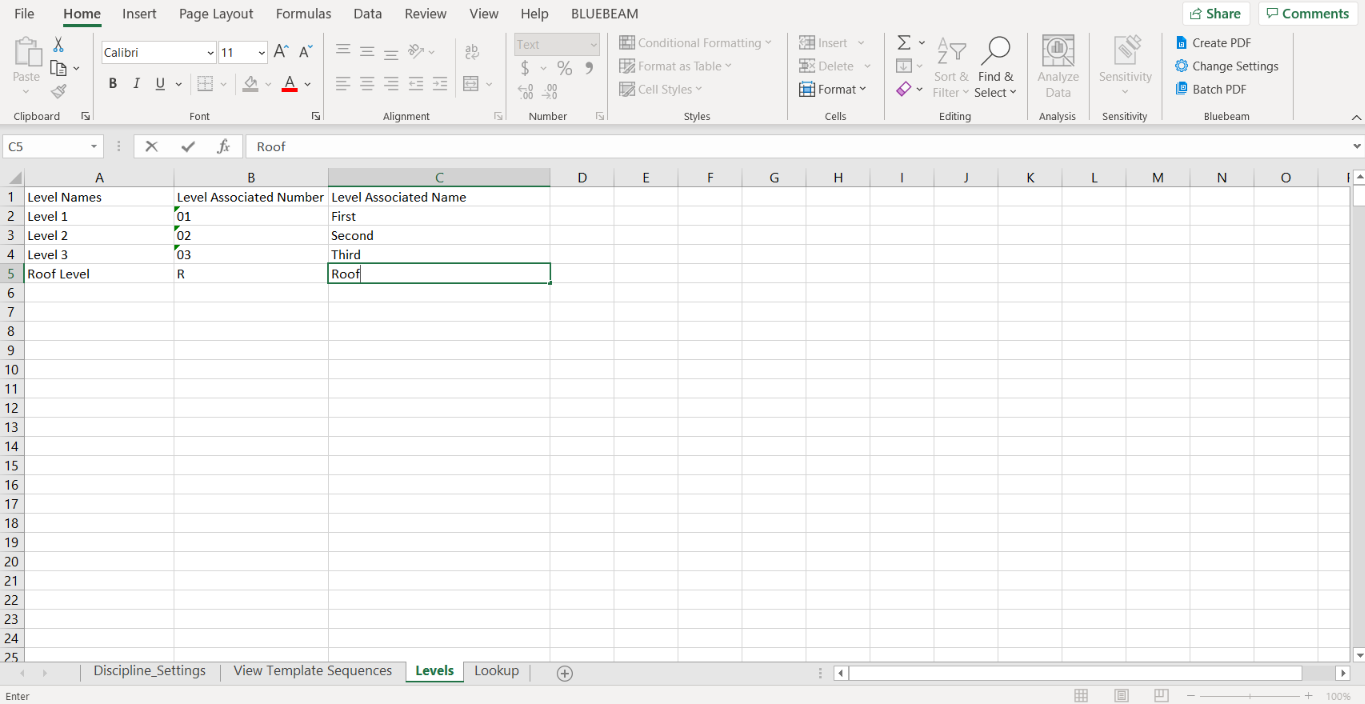 File Home Insert Page Layout Formulas Data Review View Help BLUEBEAM Share Comments
Calibri 11 Text Conditional Formatting Insert Create PDF
Paste Format as Table Delete Sort & Find & Analyze Sensitivity Change Settings
B I U A $ % Cell Styles Format Filter Select Data Batch PDF
Clipboard Font Alignment Number Styles Cells Editing Analysis Sensitivity Bluebeam
C5 fx Roof
A B C D E F G H I J K L M N O
1 Level Names Level Associated Number Level Associated Name
2 Level 1 01 First
3 Level 2 02 Second
4 Level 3 03 Third
5 Roof Level R Roof
6
7
8
9
10
11
12
13
14
15
16
17
18
19
20
21
22
23
24
25
Discipline_Settings View Template Sequences Levels Lookup
Enter 100%